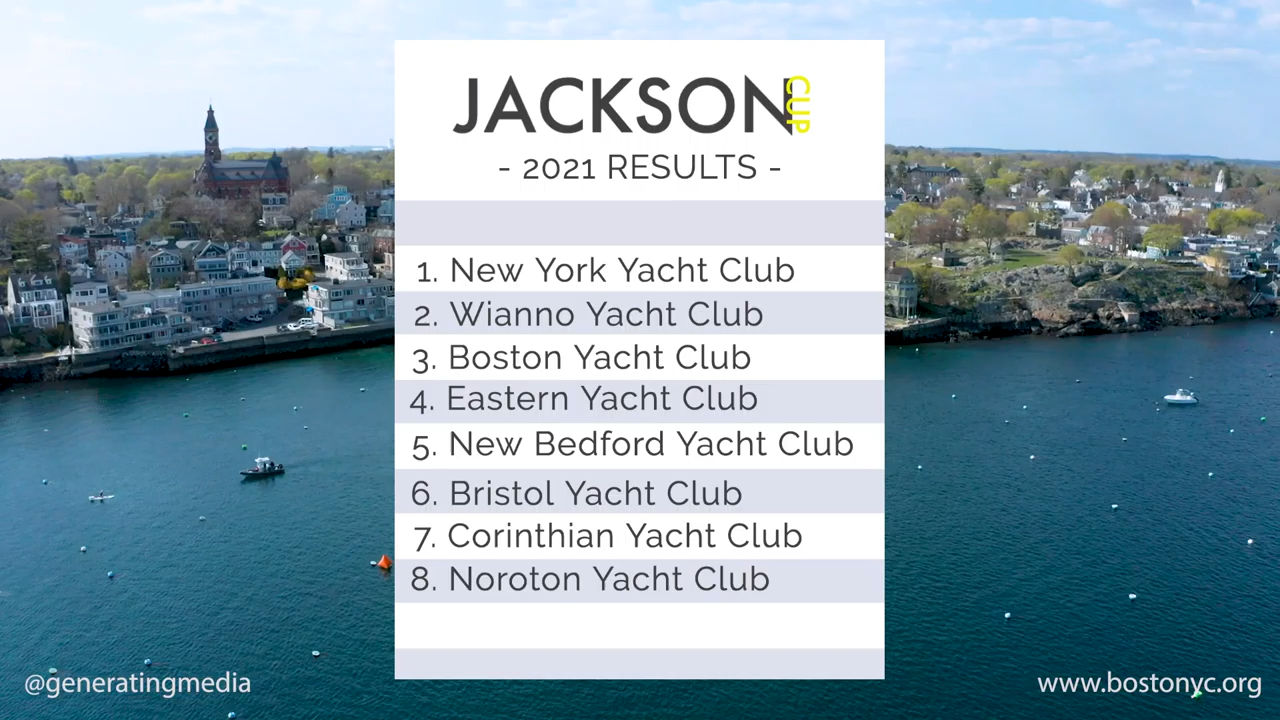 JACKSON CUP
- 2021 RESULTS -
1. New York Yacht Club
2. Wianno Yacht Club
3. Boston Yacht Club
4. Eastern Yacht Club
5. New Bedford Yacht Club
6. Bristol Yacht Club
7. Corinthian Yacht Club
8. Noroton Yacht Club
@generatingmedia
www.bostonyc.org